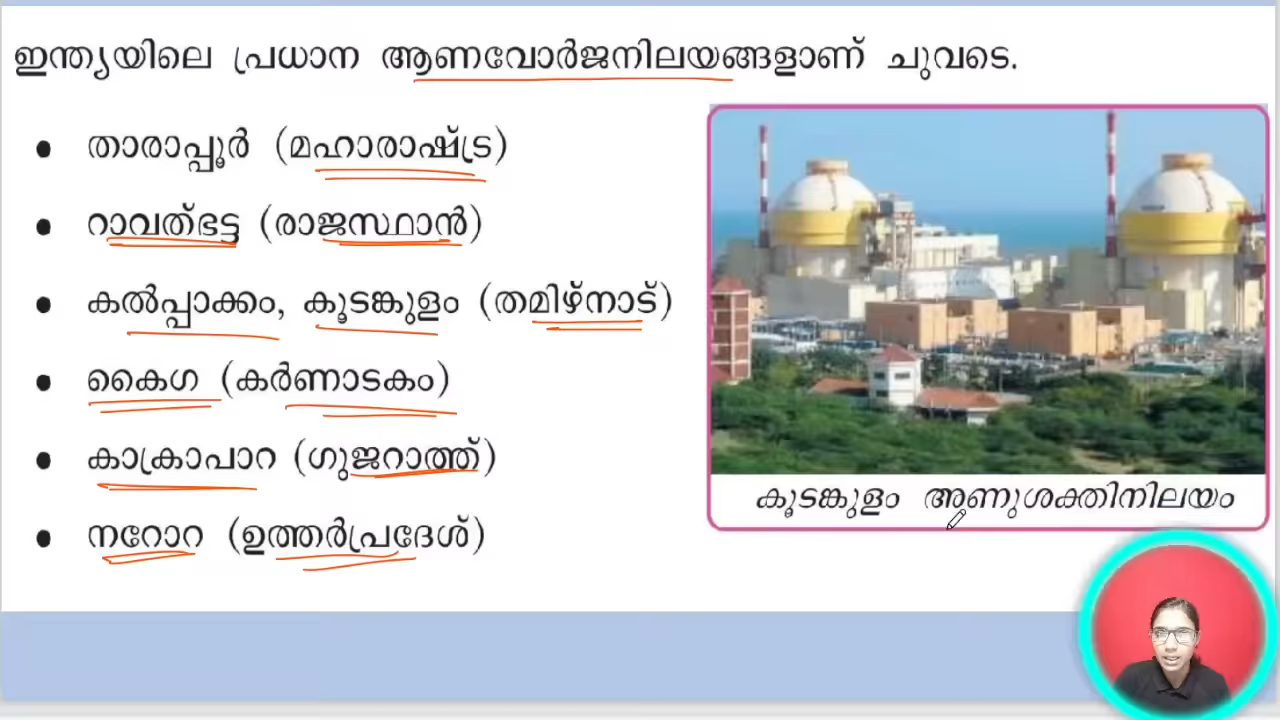 ഇന്ത്യയിലെ പ്രധാന ആണവോർജനിലയങ്ങളാണ് ചുവടെ.
• താരാപ്പൂർ (മഹാരാഷ്ട്ര)
• റാവത്ഭട്ട (രാജസ്ഥാൻ)
• കൽപ്പാക്കം, കൂടങ്കുളം (തമിഴ്നാട്)
• കൈഗ (കർണാടകം)
• കാക്രാപാറ (ഗുജറാത്ത്)
• നറോറ (ഉത്തർപ്രദേശ്)
കൂടങ്കുളം അണുശക്തിനിലയം